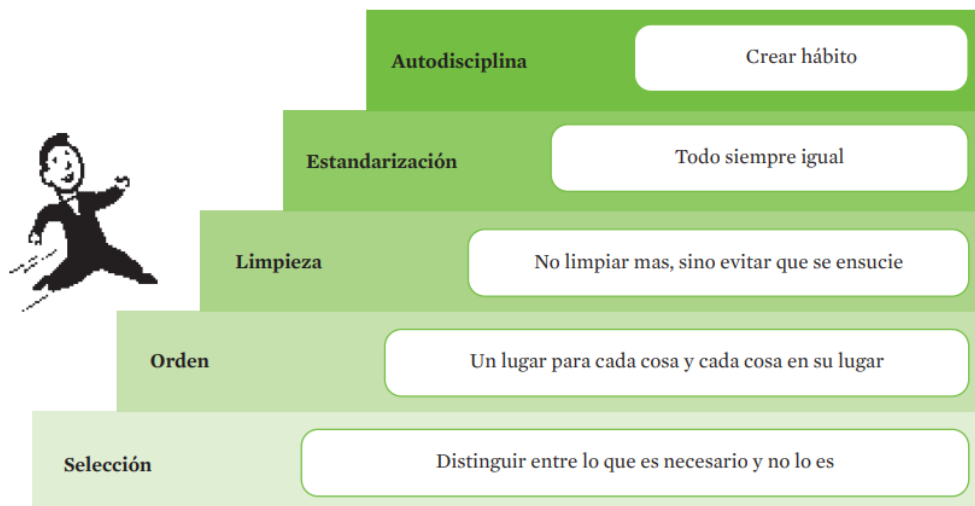 Autodisciplina
Crear hábito
Estandarización
Todo siempre igual
Limpieza
No limpiar mas, sino evitar que se ensucie
Orden
Un lugar para cada cosa y cada cosa en su lugar
Selección
Distinguir entre lo que es necesario y no lo es